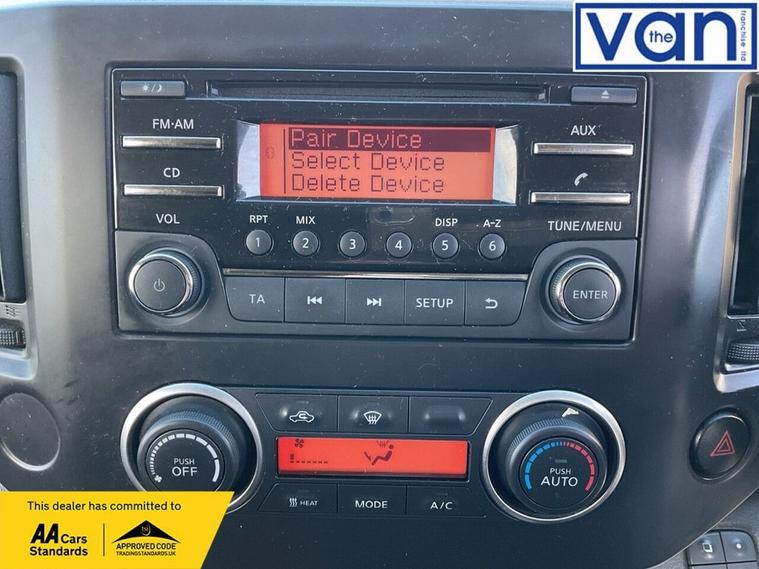 the
van
franchise ltd
FM·AM
AUX
Pair Device
Select Device
Delete Device
CD
VOL
RPT
MIX
DISP
A-Z
TUNE/MENU
1
2
3
4
5
6
TA
SETUP
ENTER
PUSH
OFF
PUSH
AUTO
HEAT
MODE
A/C
This dealer has committed to
AA Cars
Standards
tsi
APPROVED CODE
TRADINGSTANDARDS.UK